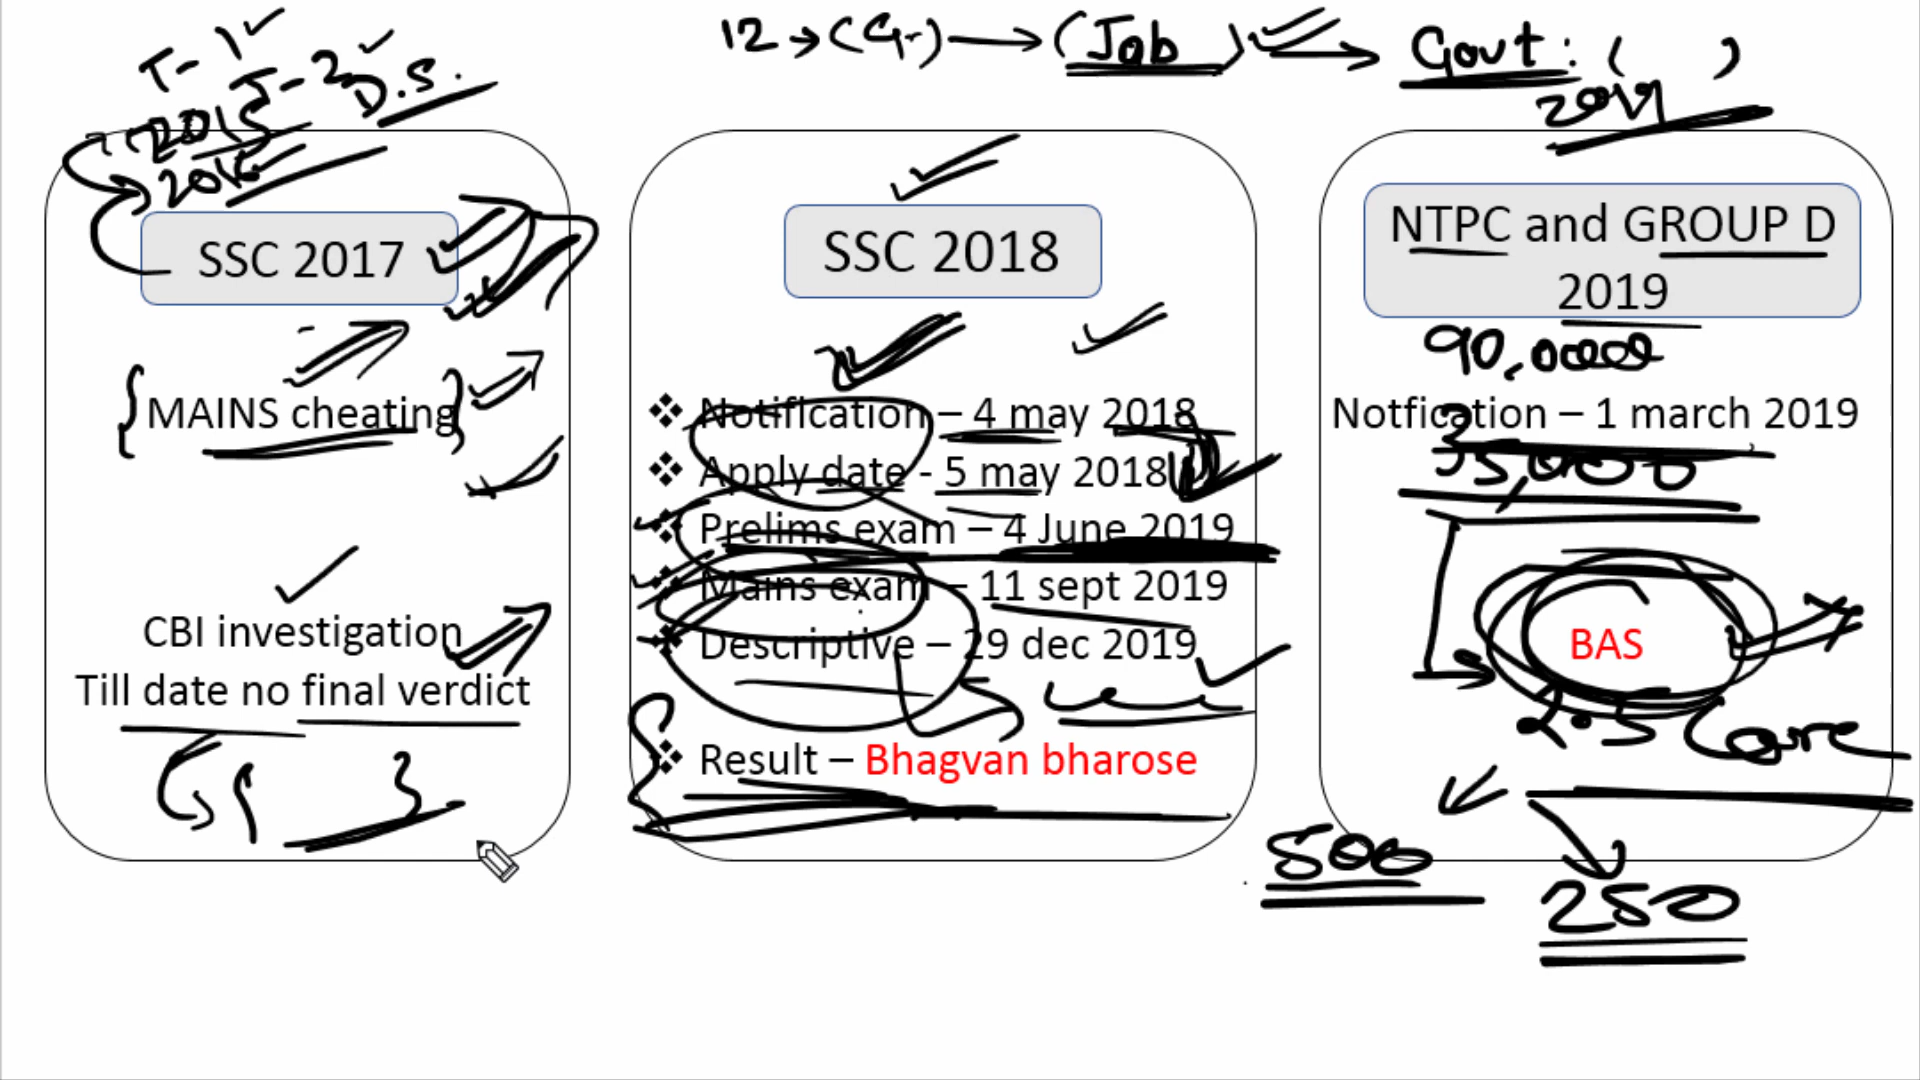 12 → (Gr) → (Job) → Govt: ( )
T-1
T-2
D.S.
2015
2016
2019
SSC 2017
{MAINS cheating}
CBI investigation
Till date no final verdict
SSC 2018
❖ Notification – 4 may 2018
❖ Apply date - 5 may 2018
❖ Prelims exam – 4 June 2019
❖ Mains exam – 11 sept 2019
❖ Descriptive – 29 dec 2019
❖ Result – Bhagvan bharose
NTPC and GROUP D
2019
Notfication – 1 march 2019
35,000
BAS
2.5 Core
500
250